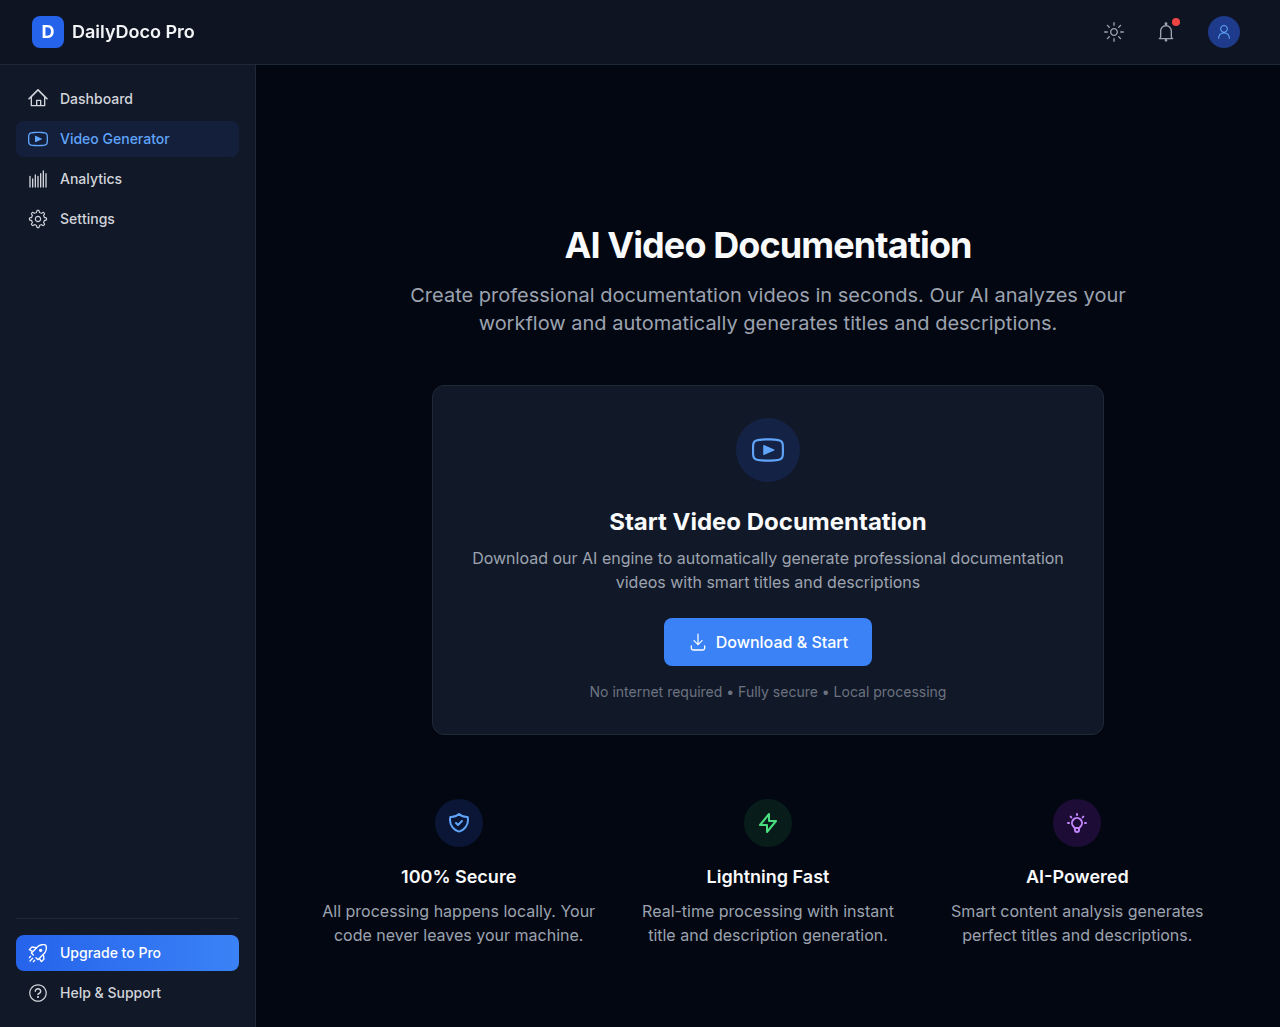 D DailyDoco Pro
Dashboard
Video Generator
Analytics
Settings
AI Video Documentation
Create professional documentation videos in seconds. Our AI analyzes your
workflow and automatically generates titles and descriptions.
Start Video Documentation
Download our AI engine to automatically generate professional documentation
videos with smart titles and descriptions
Download & Start
No internet required • Fully secure • Local processing
100% Secure
All processing happens locally. Your
code never leaves your machine.
Lightning Fast
Real-time processing with instant
title and description generation.
AI-Powered
Smart content analysis generates
perfect titles and descriptions.
Upgrade to Pro
Help & Support